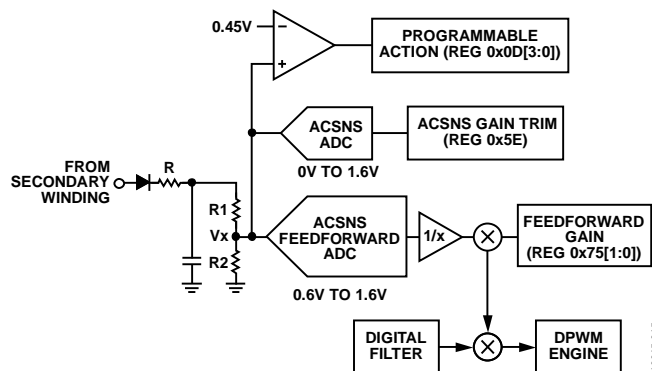 0.45V
−
+
PROGRAMMABLE
ACTION (REG 0x0D[3:0])
ACSNS
ADC
0V TO 1.6V
ACSNS GAIN TRIM
(REG 0x5E)
FROM
SECONDARY
WINDING
R
R1
Vx
R2
ACSNS
FEEDFORWARD
ADC
0.6V TO 1.6V
1/x
FEEDFORWARD
GAIN
(REG 0x75[1:0])
DIGITAL
FILTER
DPWM
ENGINE